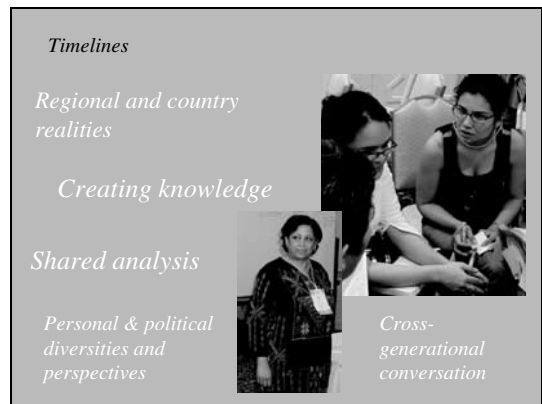 Timelines
Regional and country
realities
Creating knowledge
Shared analysis
Personal & political
diversities and
perspectives
Cross-
generational
conversation